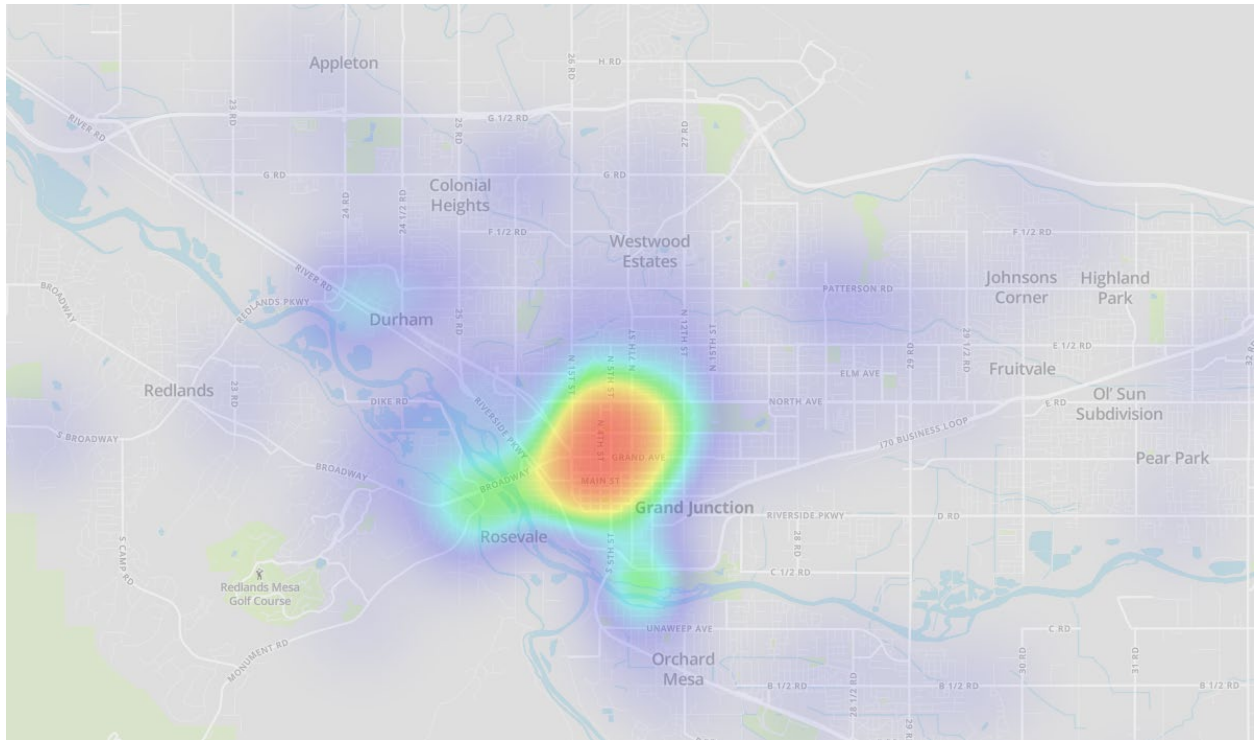 Appleton
H RD
26 RD
23 RD
RIVER RD
25 RD
G 1/2 RD
27 RD
G RD
G RD
24 RD
24 1/2 RD
Colonial
Heights
F 1/2 RD
F 1/2 RD
Westwood
Estates
RIVER RD
BROADWAY
REDLANDS PKWY
PATTERSON RD
Johnsons
Corner
Highland
Park
Durham
25 RD
N 12TH ST
N 15TH ST
N 7TH ST
N 5TH ST
N 1ST ST
29 RD
29 1/2 RD
E 1/2 RD
32
Redlands
23 RD
ELM AVE
Fruitvale
DIKE RD
RIVERSIDE PKWY
NORTH AVE
E RD
Ol' Sun
Subdivision
N 4TH ST
S BROADWAY
I70 BUSINESS LOOP
GRAND AVE
BROADWAY
BROADWAY
MAIN ST
Pear Park
Grand Junction
RIVERSIDE PKWY
D RD
Rosevale
S 5TH ST
28 RD
S CAMP RD
C 1/2 RD
Redlands Mesa
Golf Course
UNAWEEP AVE
C RD
MONUMENT RD
Orchard
Mesa
30 RD
31 RD
B 1/2 RD
B 1/2 RD
B 1/2 RD
28 1/2 RD
29 RD